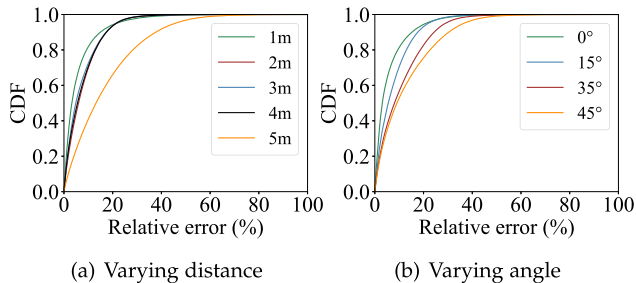 1.0
0.8
0.6
0.4
0.2
0.0
CDF
1m
2m
3m
4m
5m
0 20 40 60 80 100
Relative error (%)
(a) Varying distance
1.0
0.8
0.6
0.4
0.2
0.0
CDF
0°
15°
35°
45°
0 20 40 60 80 100
Relative error (%)
(b) Varying angle